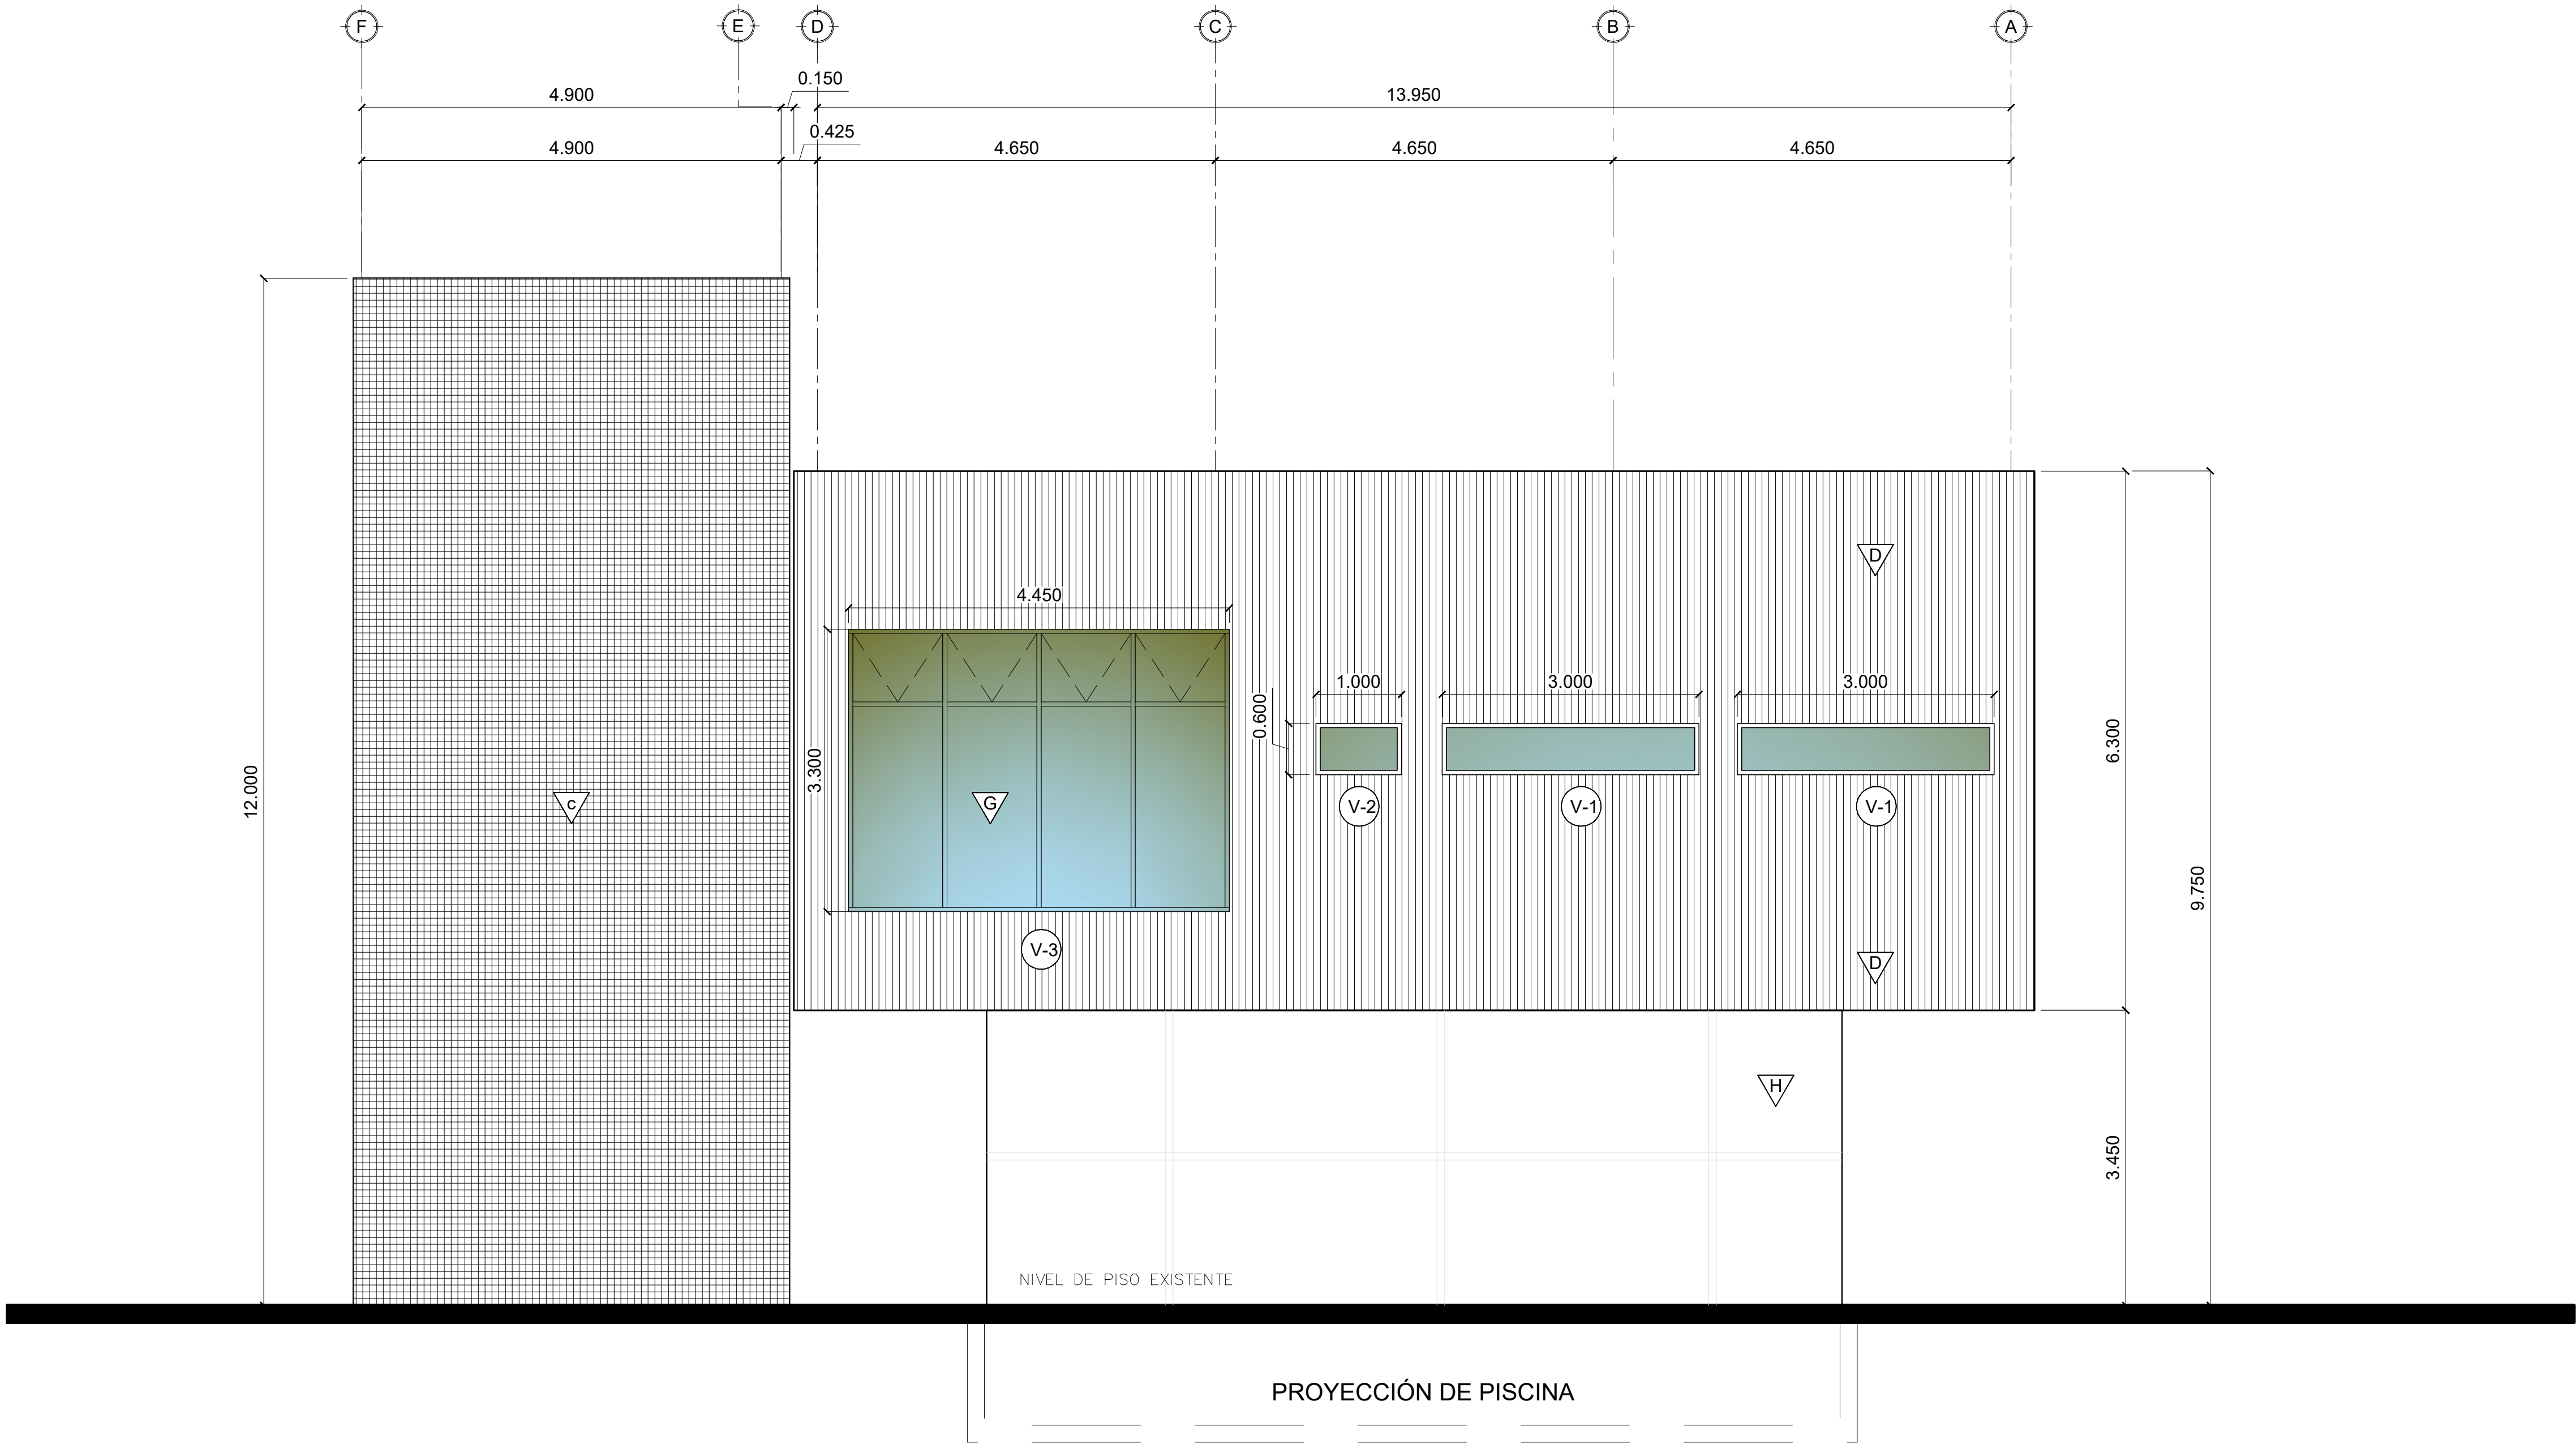 F
E
D
C
B
A
0.150
4.900
13.950
0.425
4.900
4.650
4.650
4.650
D
4.450
1.000
3.000
3.000
0.600
3.300
6.300
12.000
c
G
V-2
V-1
V-1
9.750
V-3
D
H
3.450
NIVEL DE PISO EXISTENTE
PROYECCIÓN DE PISCINA